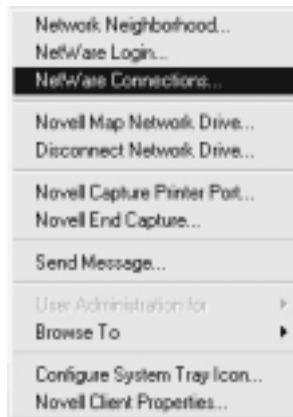 Network Neighborhood...
NetWare Login...
NetWare Connections...
Novell Map Network Drive...
Disconnect Network Drive...
Novell Capture Printer Port...
Novell End Capture...
Send Message...
User Administration for
Browse To
Configure System Tray Icon...
Novell Client Properties...